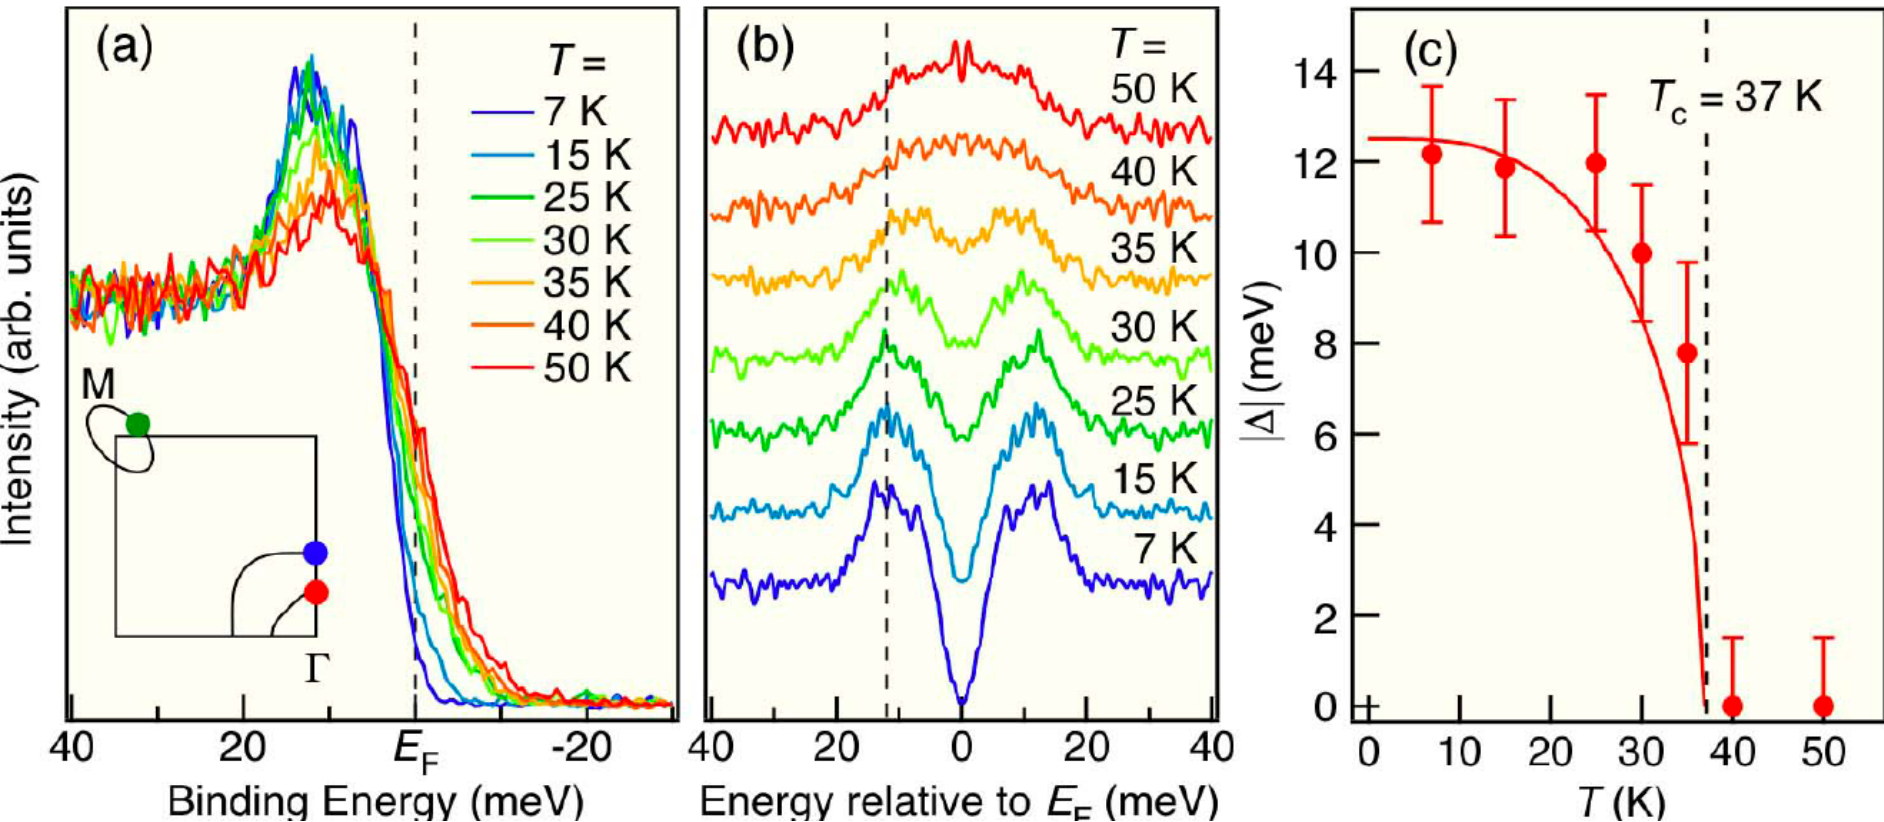 (a)
T =
7 K
15 K
25 K
30 K
35 K
40 K
50 K
M
Γ
Intensity (arb. units)
40 20 EF -20
Binding Energy (meV)
(b)
T =
50 K
40 K
35 K
30 K
25 K
15 K
7 K
40 20 0 20 40
Energy relative to EF (meV)
(c)
Tc = 37 K
|Δ|(meV)
14
12
10
8
6
4
2
0
0 10 20 30 40 50
T (K)